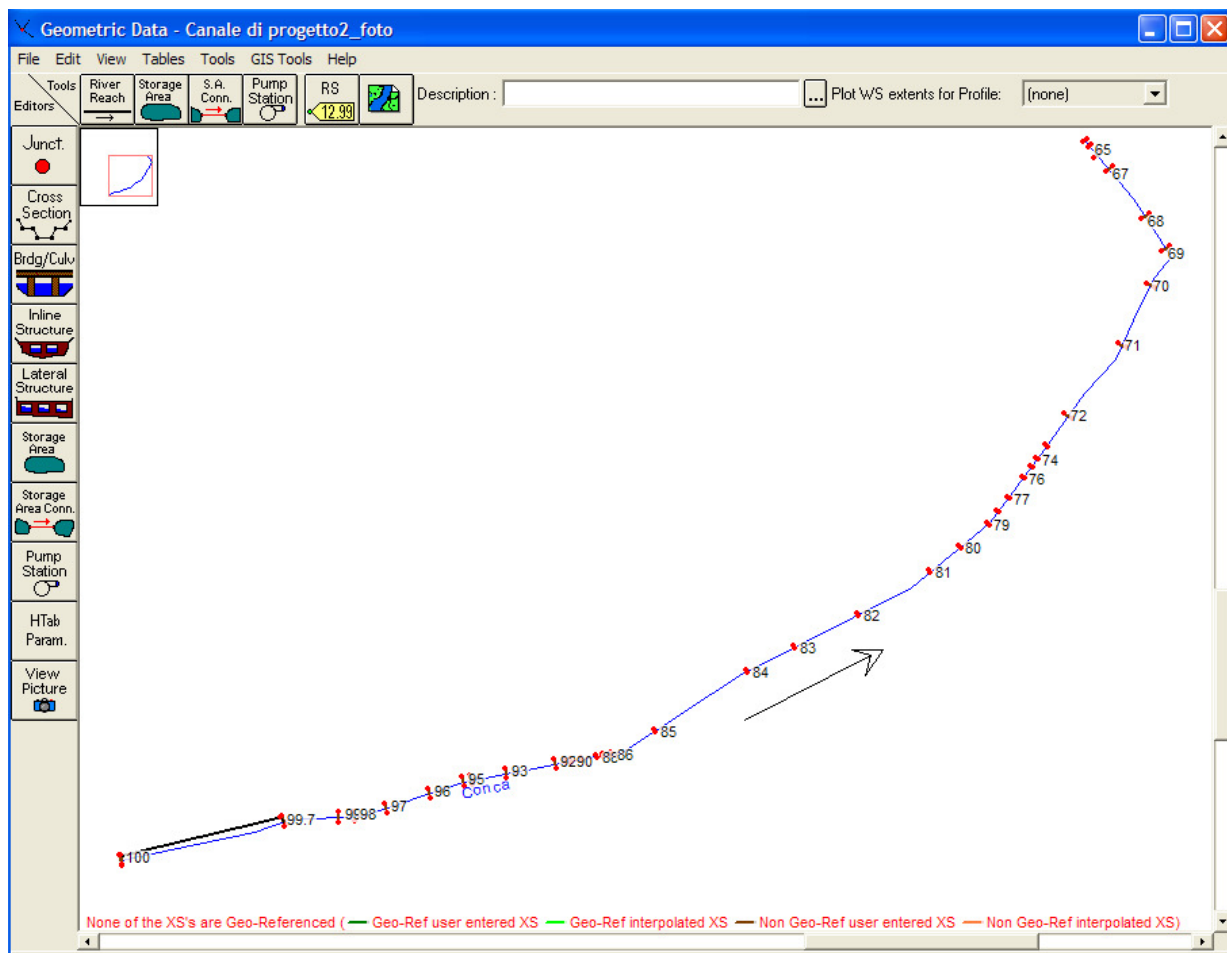 Geometric Data - Canale di progetto2_foto
File Edit View Tables Tools GIS Tools Help
Tools
Editors
River
Reach
Storage
Area
S.A.
Conn.
Pump
Station
RS
12.99
Description :
...
Plot WS extents for Profile:
(none)
Junct.
Cross
Section
Brdg/Culv
Inline
Structure
Lateral
Structure
Storage
Area
Storage
Area Conn.
Pump
Station
HTab
Param.
View
Picture
65
67
68
69
70
71
72
74
76
77
79
80
81
82
83
84
85
86
90
92
93
95
Conca
96
97
98
99.7
100
None of the XS's are Geo-Referenced ( Geo-Ref user entered XS Geo-Ref interpolated XS Non Geo-Ref user entered XS Non Geo-Ref interpolated XS)